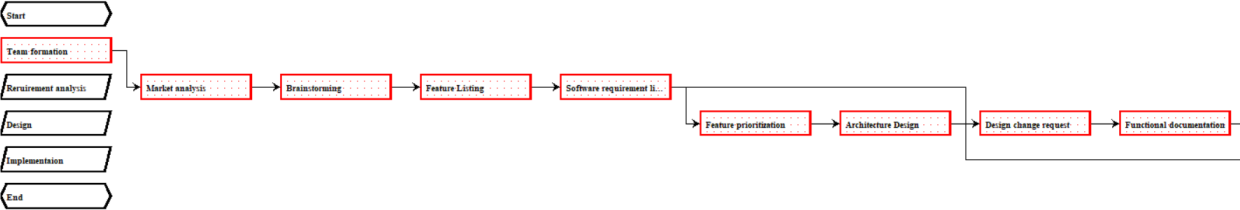 Start
Team formation
Reruirement analysis
Market analysis
Brainstorming
Feature Listing
Software requirement li...
Design
Feature prioritization
Architecture Design
Design change request
Functional documentation
Implementaion
End